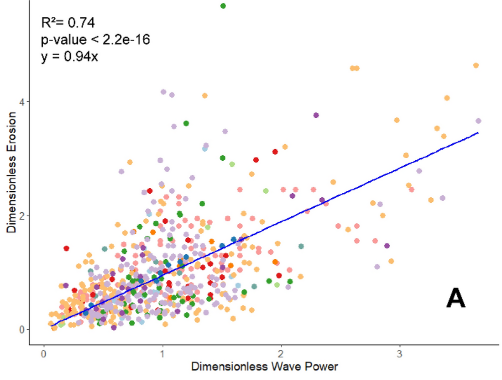 R²= 0.74
p-value < 2.2e-16
y = 0.94x
Dimensionless Erosion
4
2
0
A
0
1
2
3
Dimensionless Wave Power